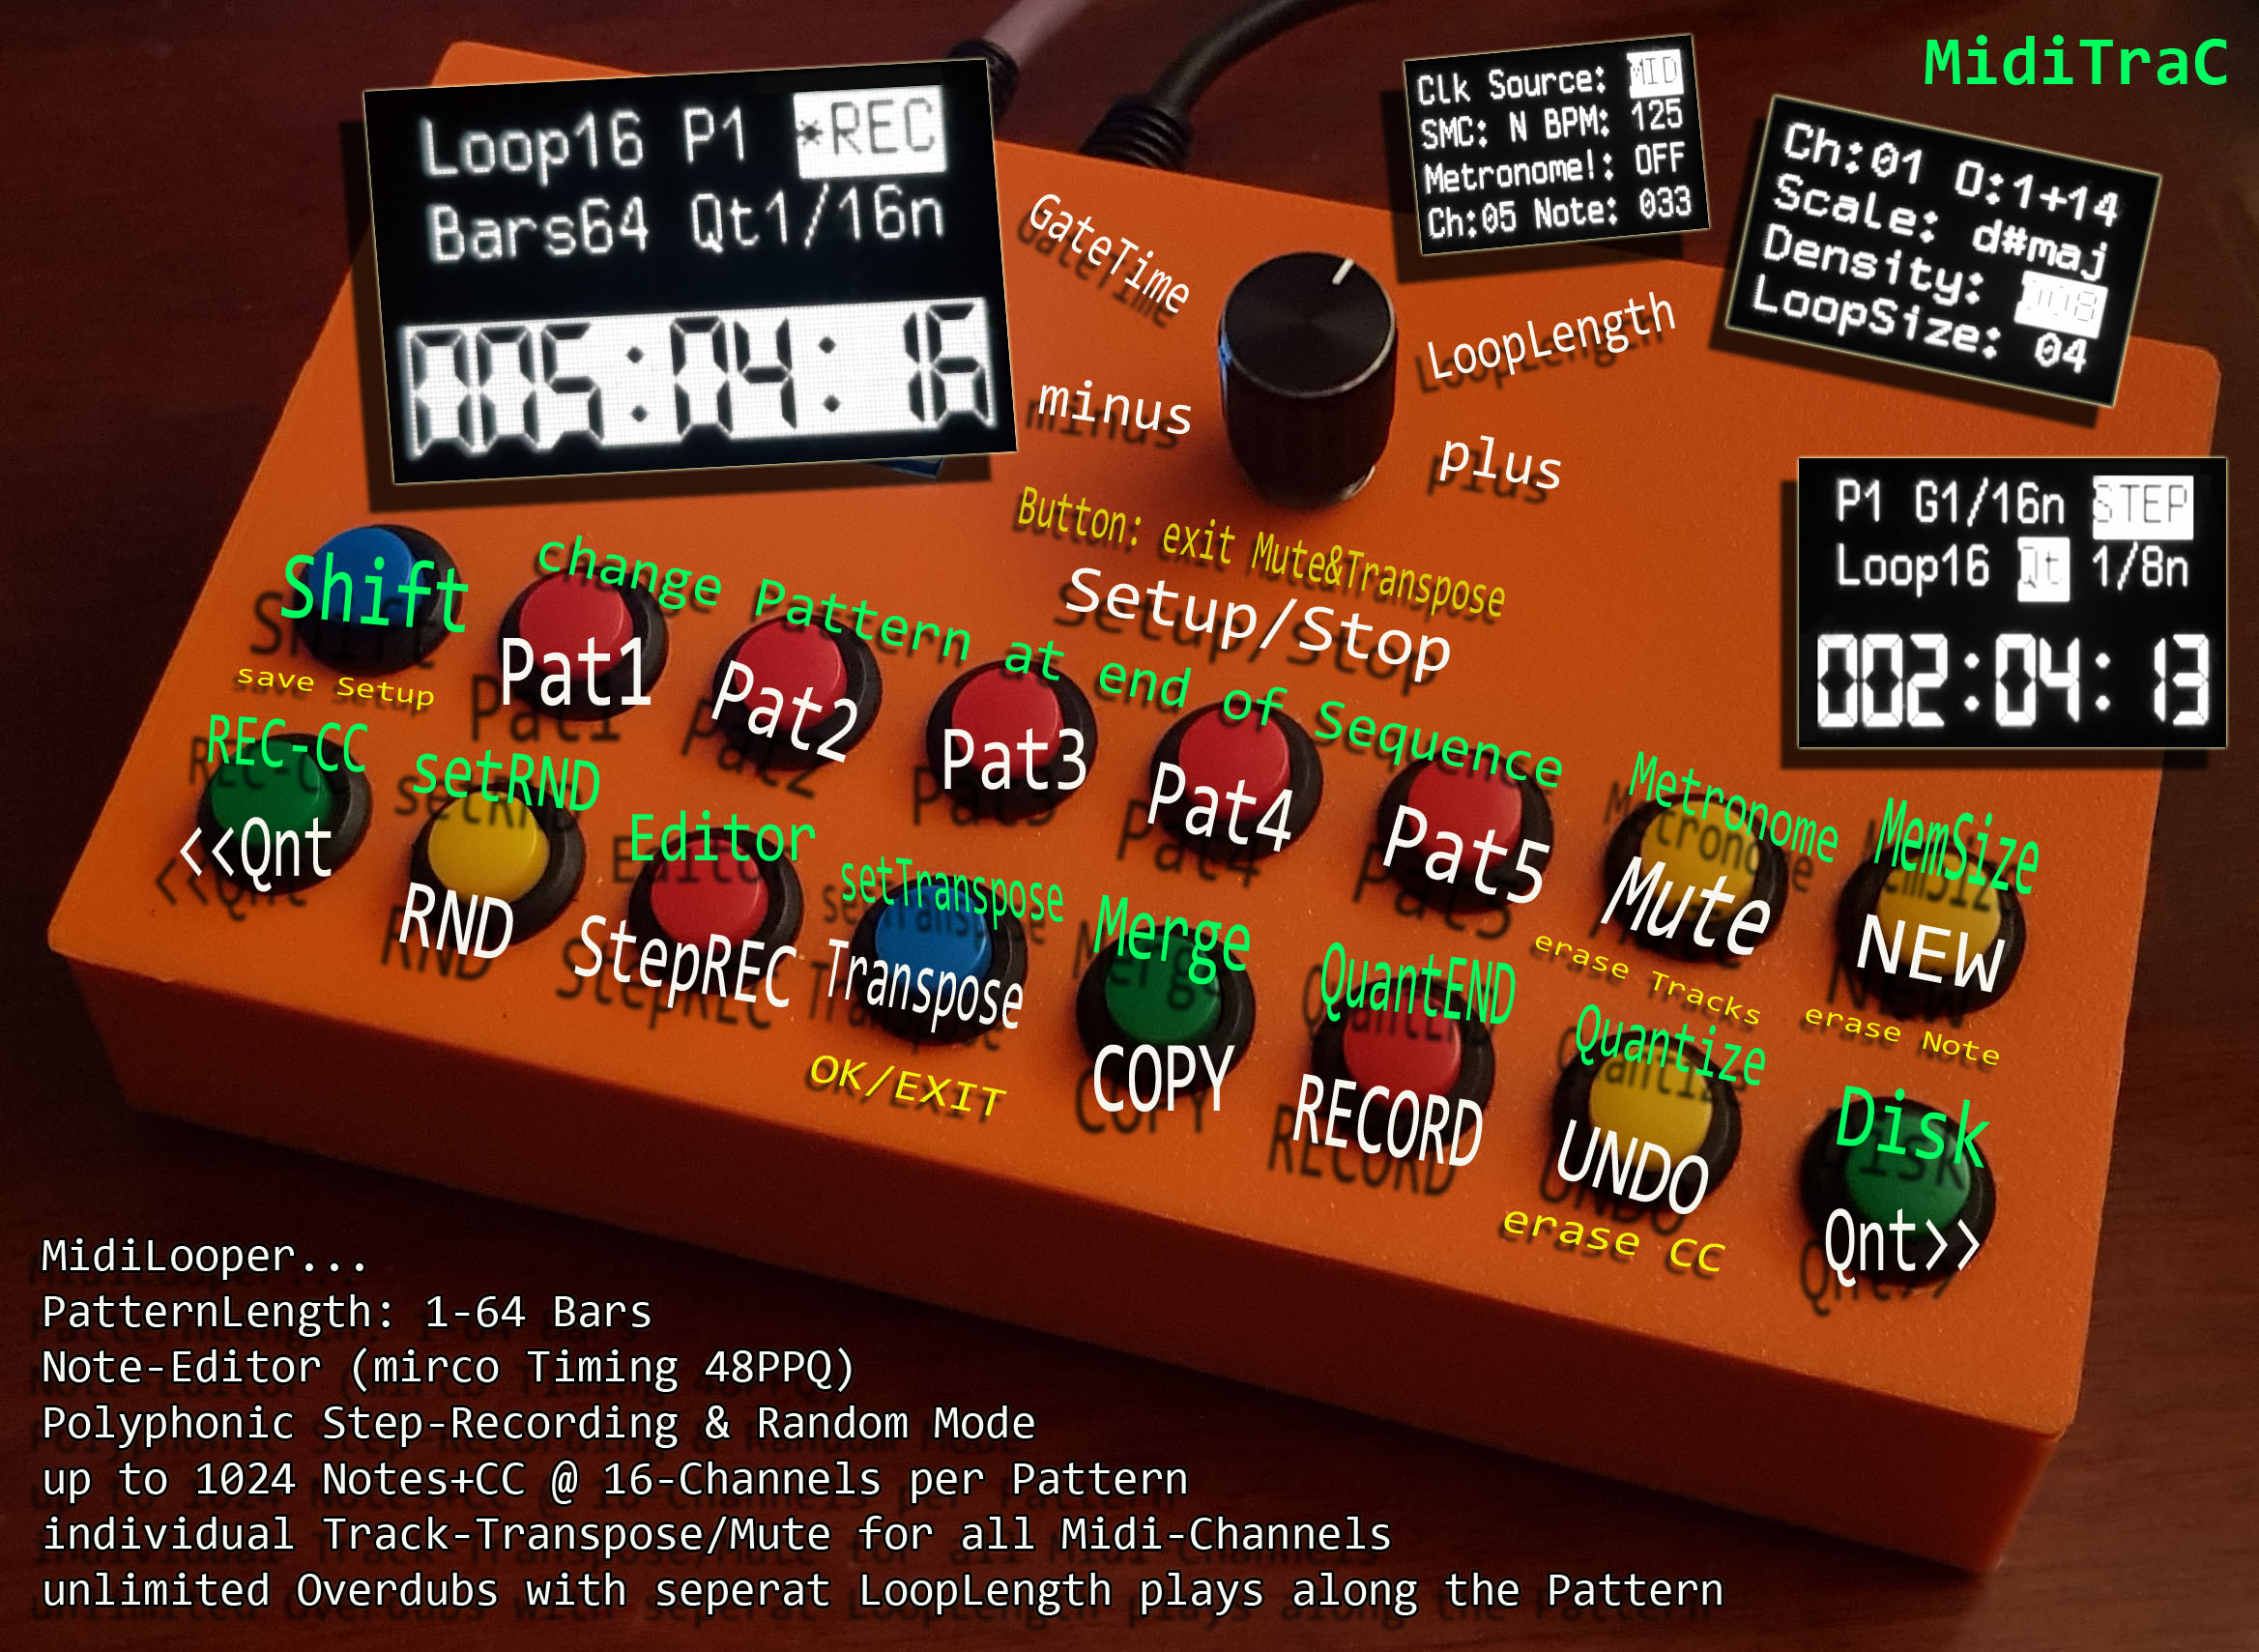 MidiTraC
Loop16 P1 *REC
Bars64 Qt1/16n
005:04:16
Clk Source: MID
SMC: N BPM: 125
Metronome!: OFF
Ch:05 Note: 033
Ch:01 O:1+14
Scale: d#maj
Density: 008
LoopSize: 04
P1 G1/16n STEP
Loop16 Qt 1/8n
002:04:13
GateTime
LoopLength
minus
plus
Button: exit Mute&Transpose
Setup/Stop
change Pattern at end of Sequence
Shift
save Setup
Pat1
Pat2
Pat3
Pat4
Pat5
Metronome
Mute
erase Tracks
MemSize
NEW
erase Note
REC-CC
<<Qnt
setRND
RND
Editor
StepREC
setTranspose
Transpose
OK/EXIT
Merge
COPY
QuantEND
RECORD
Quantize
UNDO
erase CC
Disk
Qnt>>
MidiLooper...
PatternLength: 1-64 Bars
Note-Editor (mirco Timing 48PPQ)
Polyphonic Step-Recording & Random Mode
up to 1024 Notes+CC @ 16-Channels per Pattern
individual Track-Transpose/Mute for all Midi-Channels
unlimited Overdubs with seperat LoopLength plays along the Pattern